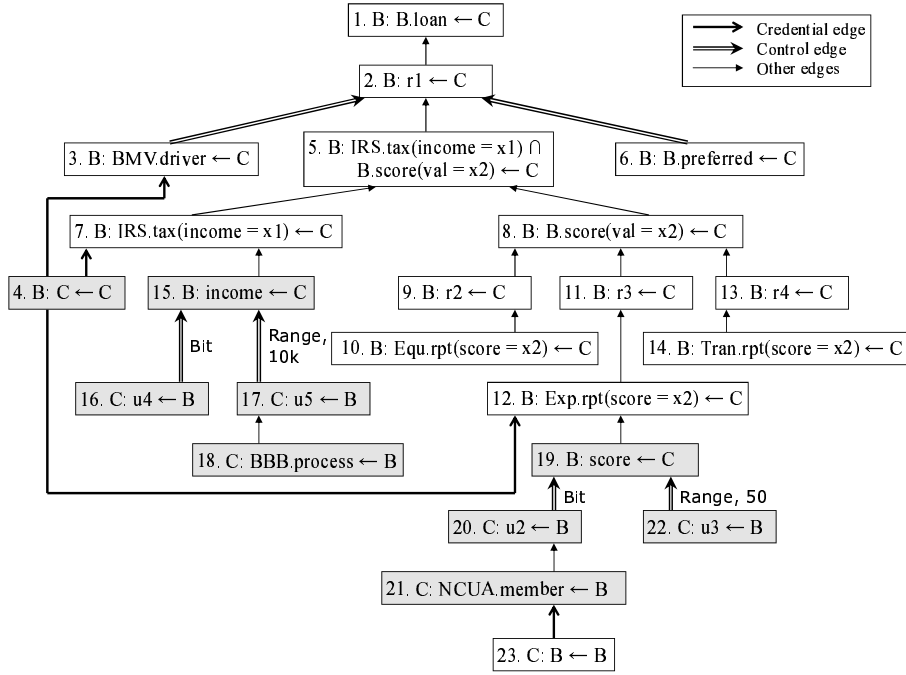 1. B: B.loan ← C
Credential edge
Control edge
Other edges
2. B: r1 ← C
3. B: BMV.driver ← C
5. B: IRS.tax(income = x1) ∩
B.score(val = x2) ← C
6. B: B.preferred ← C
7. B: IRS.tax(income = x1) ← C
8. B: B.score(val = x2) ← C
4. B: C ← C
15. B: income ← C
9. B: r2 ← C
11. B: r3 ← C
13. B: r4 ← C
Bit
Range,
10k
10. B: Equ.rpt(score = x2) ← C
14. B: Tran.rpt(score = x2) ← C
16. C: u4 ← B
17. C: u5 ← B
12. B: Exp.rpt(score = x2) ← C
18. C: BBB.process ← B
19. B: score ← C
Bit
Range, 50
20. C: u2 ← B
22. C: u3 ← B
21. C: NCUA.member ← B
23. C: B ← B